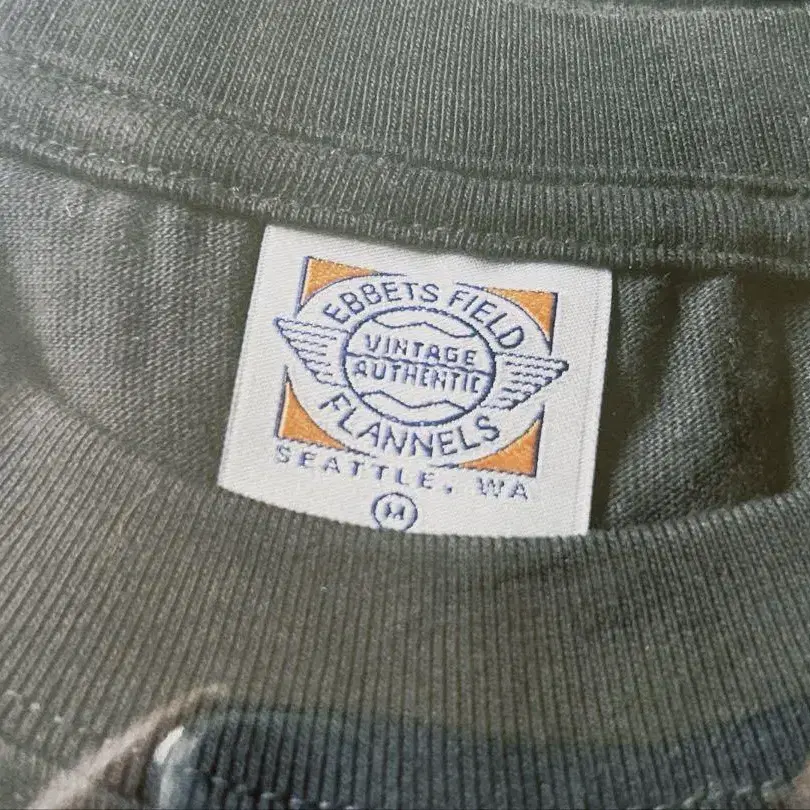 EBBETS FIELD
VINTAGE
AUTHENTIC
FLANNELS
SEATTLE, WA
M